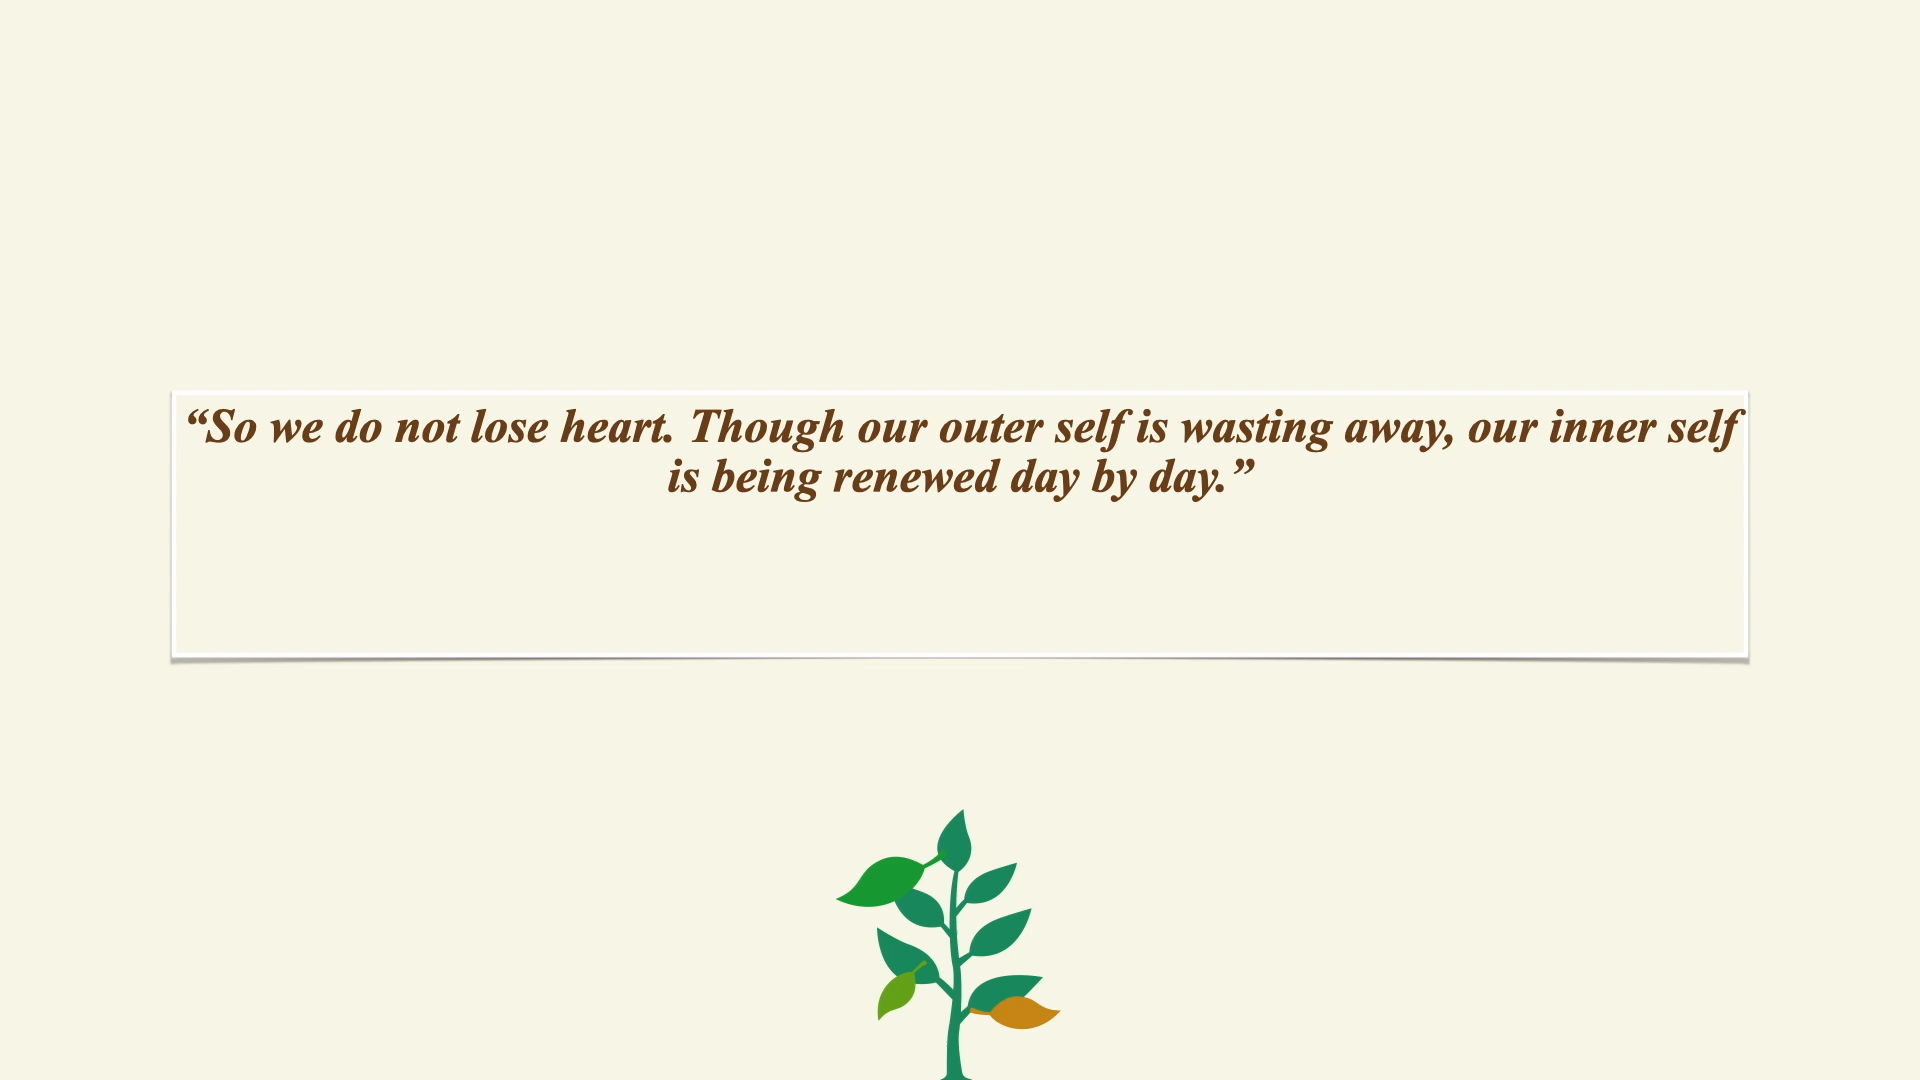 “So we do not lose heart. Though our outer self is wasting away, our inner self
is being renewed day by day.”